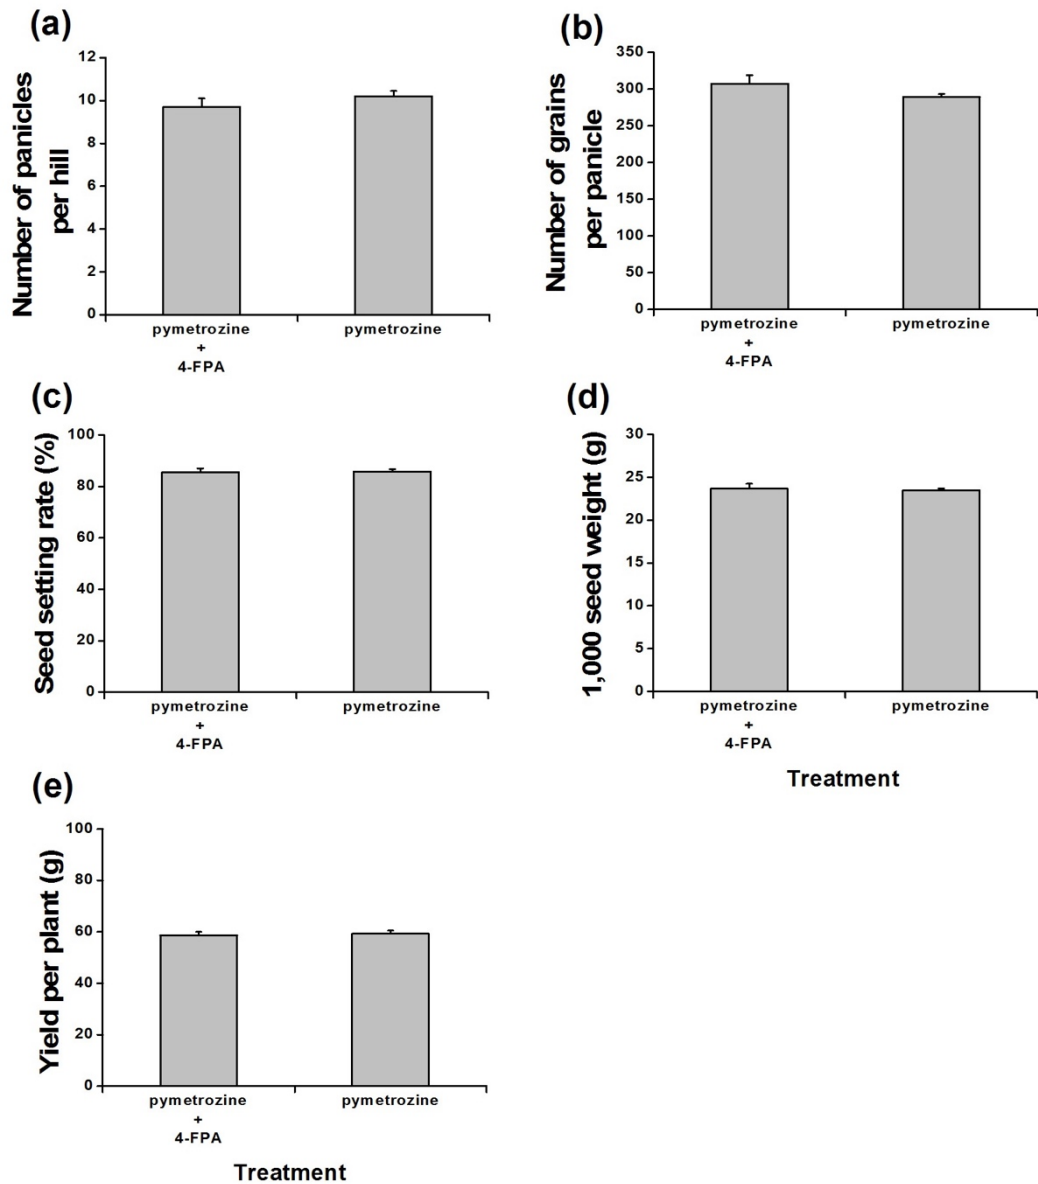 (a)
Number of panicles
per hill
12
10
8
6
4
2
0
pymetrozine
+
4-FPA
pymetrozine
(b)
Number of grains
per panicle
350
300
250
200
150
100
50
0
pymetrozine
+
4-FPA
pymetrozine
(c)
Seed setting rate (%)
100
80
60
40
20
0
pymetrozine
+
4-FPA
pymetrozine
(d)
1,000 seed weight (g)
30
25
20
15
10
5
0
pymetrozine
+
4-FPA
pymetrozine
Treatment
(e)
Yield per plant (g)
100
80
60
40
20
0
pymetrozine
+
4-FPA
pymetrozine
Treatment